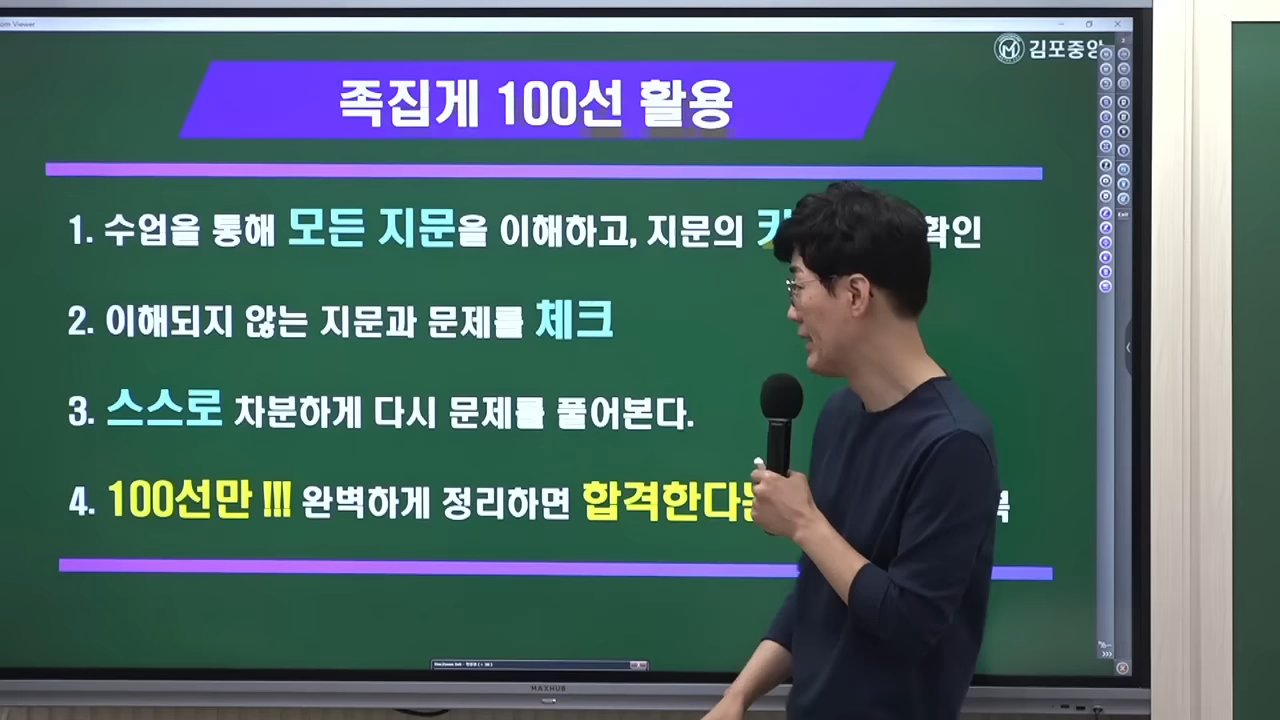 김포중앙
족집게 100선 활용
1. 수업을 통해 모든 지문을 이해하고, 지문의 확인
2. 이해되지 않는 지문과 문제를 체크
3. 스스로 차분하게 다시 문제를 풀어본다.
4. 100선만 !!! 완벽하게 정리하면 합격한다는
MAXHUB